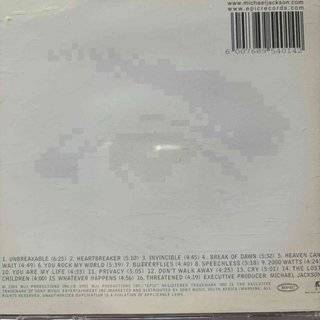 www.michaeljackson.com
www.epicrecords.com
6 007669 540142
1. UNBREAKABLE (6:25) 2. HEARTBREAKER (5:10) 3. INVINCIBLE (4:45) 4. BREAK OF DAWN (5:32) 5. HEAVEN CAN
WAIT (4:49) 6. YOU ROCK MY WORLD (5:39) 7. BUTTERFLIES (4:40) 8. SPEECHLESS (3:18) 9. 2000 WATTS (4:24)
10. YOU ARE MY LIFE (4:33) 11. PRIVACY (5:05) 12. DON'T WALK AWAY (4:24) 13. CRY (5:01) 14. THE LOST
CHILDREN (4:00) 15. WHATEVER HAPPENS (4:56) 16. THREATENED (4:19) EXECUTIVE PRODUCER MICHAEL JACKSON
UNAUTHORIZED DUPLICATION IS A VIOLATION OF APPLICABLE LAWS.
epic